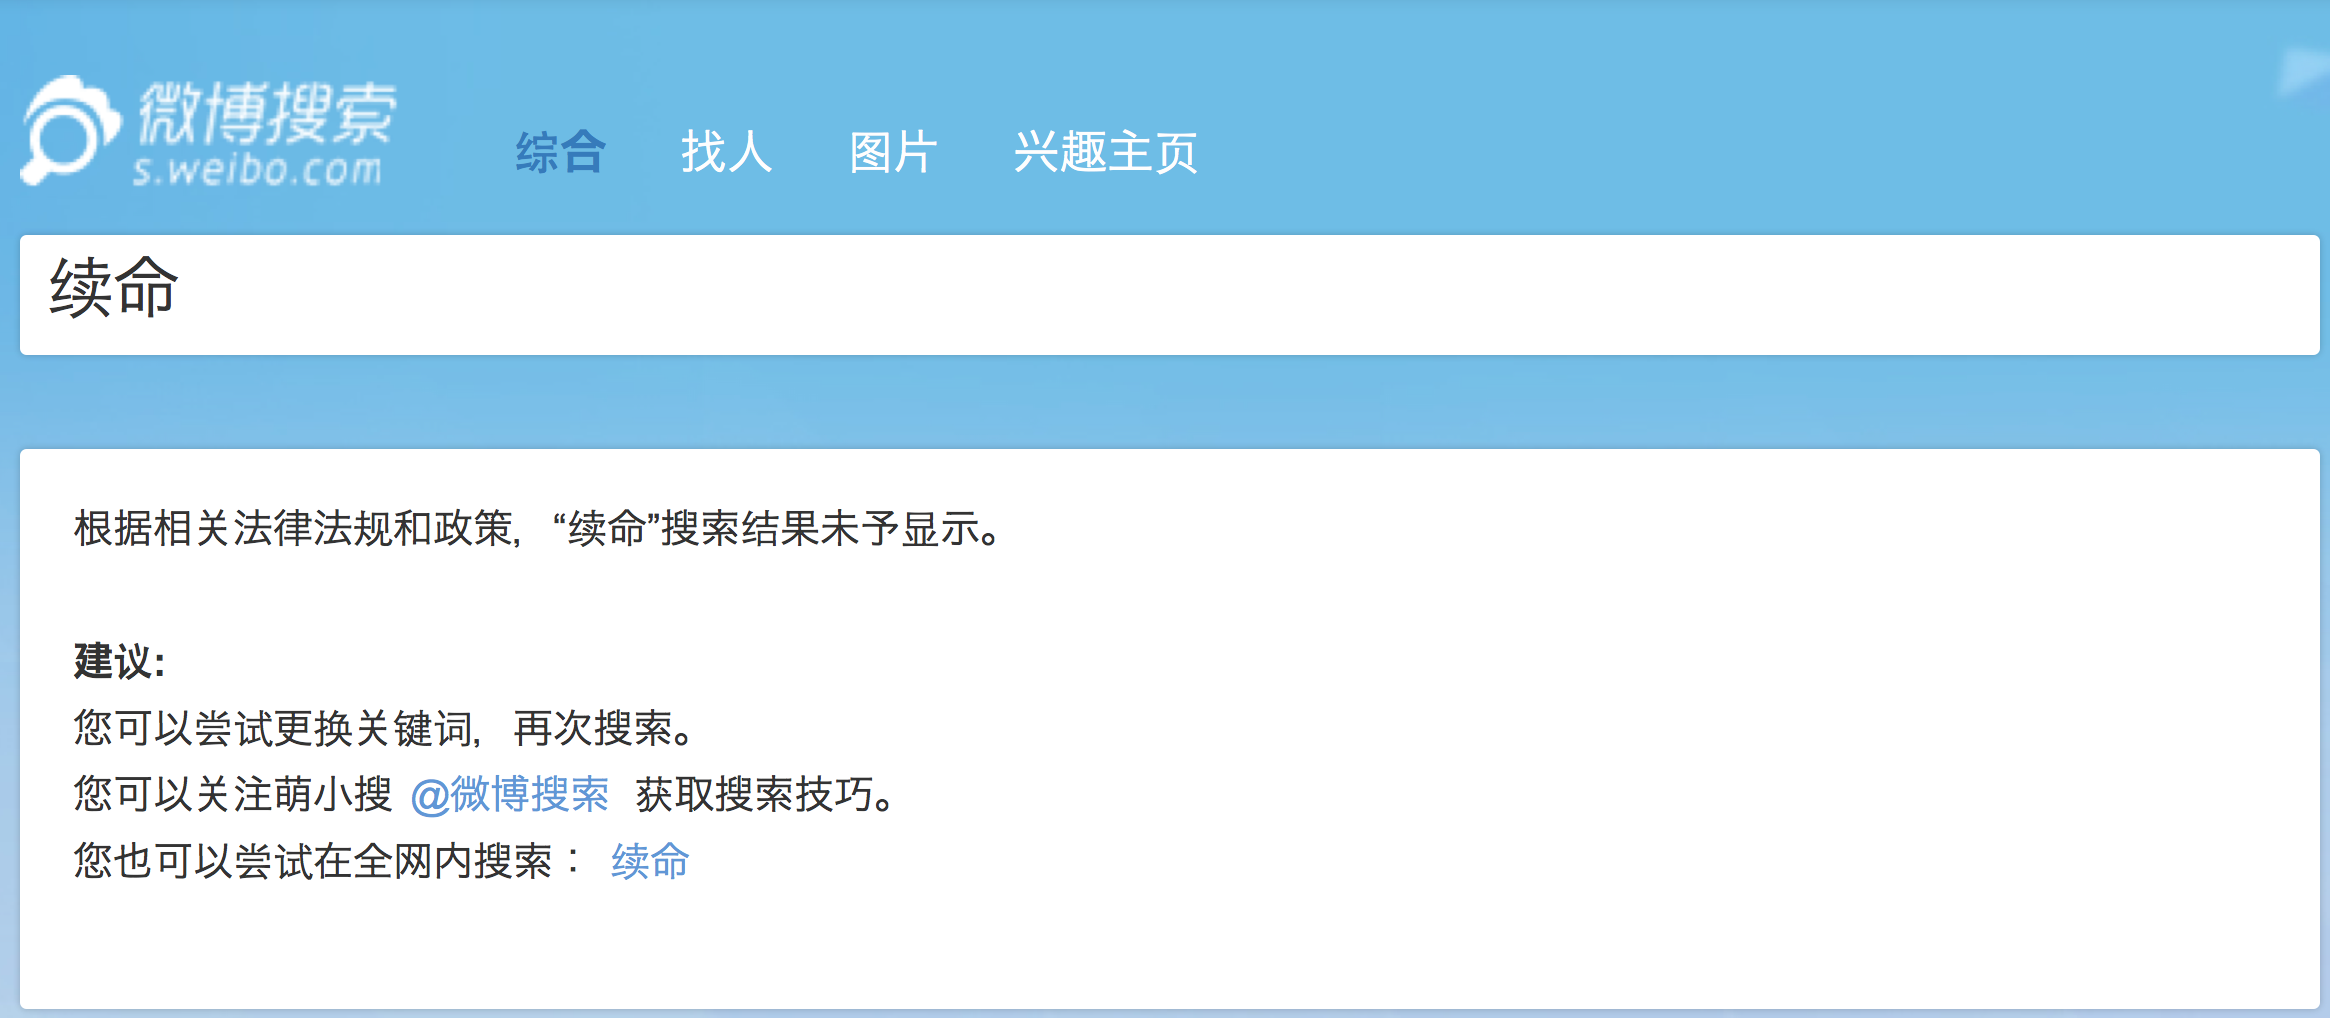 微博搜索
s.weibo.com
综合 找人 图片 兴趣主页
续命
根据相关法律法规和政策，“续命”搜索结果未予显示。
建议:
您可以尝试更换关键词，再次搜索。
您可以关注萌小搜 @微博搜索 获取搜索技巧。
您也可以尝试在全网内搜索： 续命